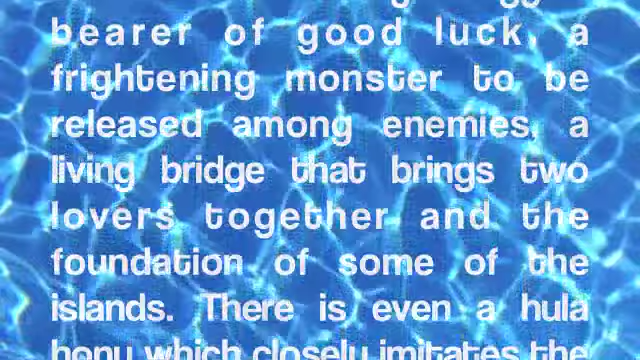 bearer of good luck, a
frightening monster to be
released among enemies, a
living bridge that brings two
lovers together and the
foundation of some of the
islands. There is even a hula
honu which closely imitates the